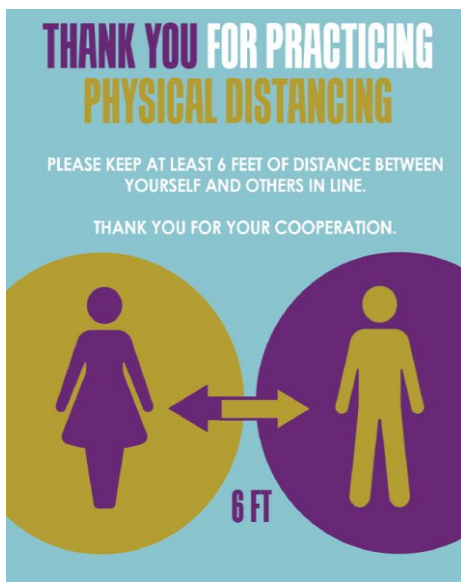 THANK YOU FOR PRACTICING
PHYSICAL DISTANCING
PLEASE KEEP AT LEAST 6 FEET OF DISTANCE BETWEEN
YOURSELF AND OTHERS IN LINE.
THANK YOU FOR YOUR COOPERATION.
6 FT